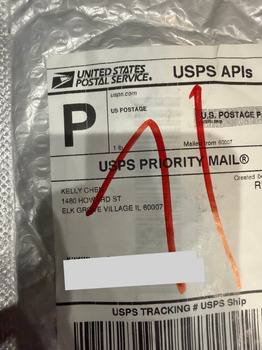 UNITED STATES
POSTAL SERVICE®
USPS APIs
P
usps.com
US POSTAGE
U.S. POSTAGE
Mailed from 60007
USPS PRIORITY MAIL®
KELLY
Created
1480 HOWARD ST
ELK GROVE VILLAGE IL 60007
USPS TRACKING # USPS Ship